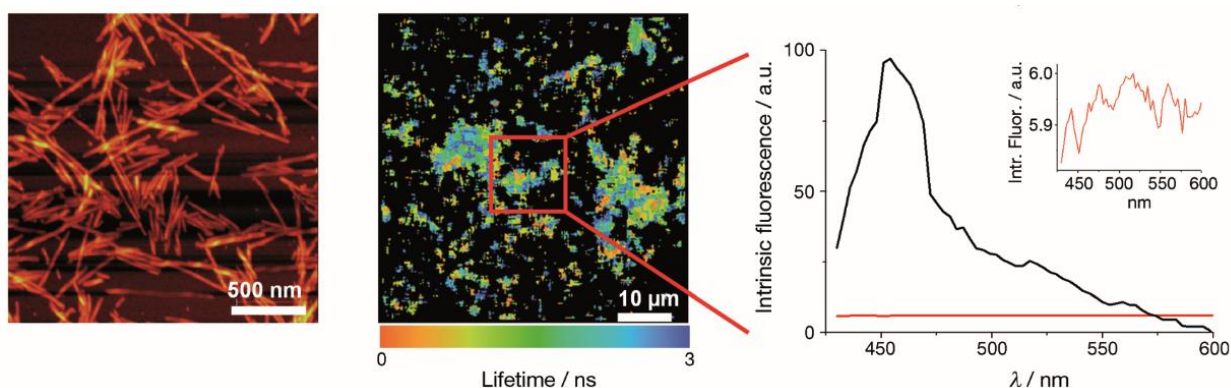 500 nm
10 µm
0
3
Lifetime / ns
Intrinsic fluorescence / a.u.
100
50
0
450
500
550
600
λ / nm
Intr. Fluor. / a.u.
6.0
5.9
450 500 550 600
nm